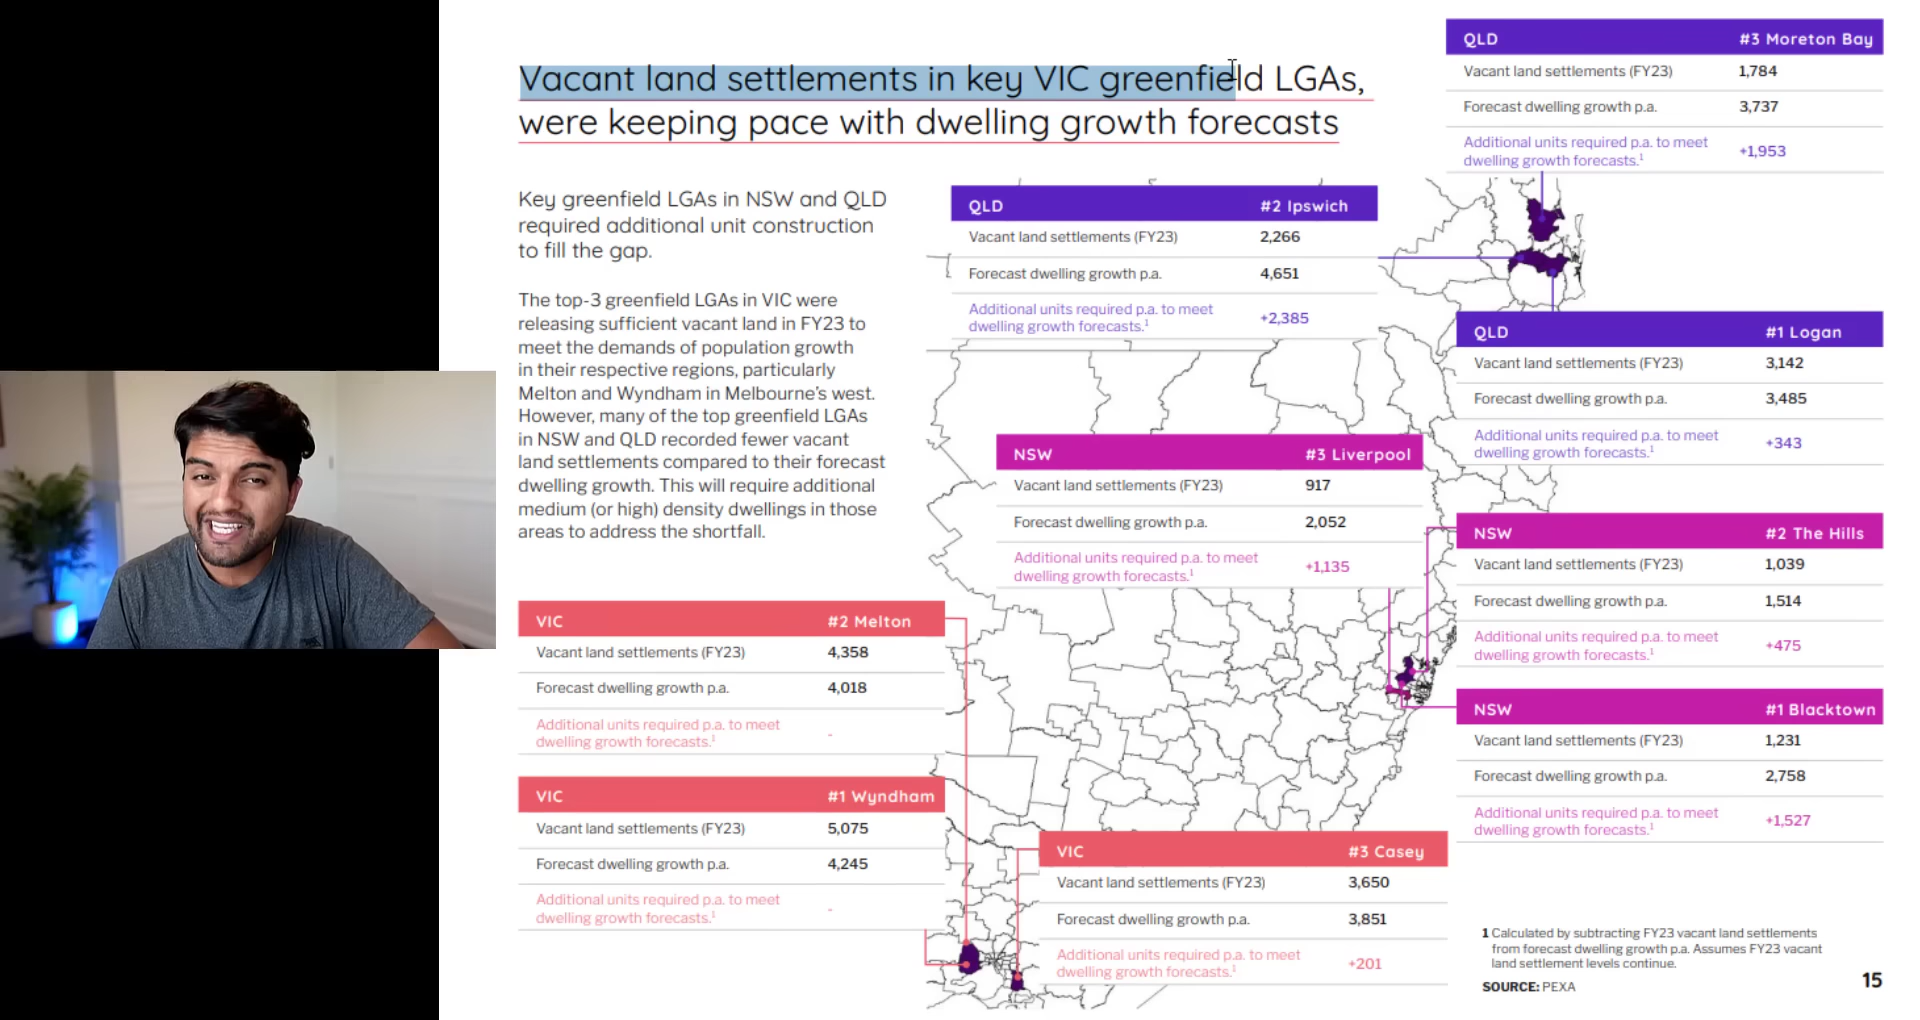 Vacant land settlements in key VIC greenfield LGAs,
were keeping pace with dwelling growth forecasts
Key greenfield LGAs in NSW and QLD
required additional unit construction
to fill the gap.
The top-3 greenfield LGAs in VIC were
releasing sufficient vacant land in FY23 to
meet the demands of population growth
in their respective regions, particularly
Melton and Wyndham in Melbourne's west.
However, many of the top greenfield LGAs
in NSW and QLD recorded fewer vacant
land settlements compared to their forecast
dwelling growth. This will require additional
medium (or high) density dwellings in those
areas to address the shortfall.
QLD #3 Moreton Bay
Vacant land settlements (FY23) 1,784
Forecast dwelling growth p.a. 3,737
Additional units required p.a. to meet
dwelling growth forecasts.¹ +1,953
QLD #2 Ipswich
Vacant land settlements (FY23) 2,266
Forecast dwelling growth p.a. 4,651
Additional units required p.a. to meet
dwelling growth forecasts.¹ +2,385
QLD #1 Logan
Vacant land settlements (FY23) 3,142
Forecast dwelling growth p.a. 3,485
Additional units required p.a. to meet
dwelling growth forecasts.¹ +343
NSW #3 Liverpool
Vacant land settlements (FY23) 917
Forecast dwelling growth p.a. 2,052
Additional units required p.a. to meet
dwelling growth forecasts.¹ +1,135
NSW #2 The Hills
Vacant land settlements (FY23) 1,039
Forecast dwelling growth p.a. 1,514
Additional units required p.a. to meet
dwelling growth forecasts.¹ +475
NSW #1 Blacktown
Vacant land settlements (FY23) 1,231
Forecast dwelling growth p.a. 2,758
Additional units required p.a. to meet
dwelling growth forecasts.¹ +1,527
VIC #2 Melton
Vacant land settlements (FY23) 4,358
Forecast dwelling growth p.a. 4,018
Additional units required p.a. to meet
dwelling growth forecasts.¹ -
VIC #1 Wyndham
Vacant land settlements (FY23) 5,075
Forecast dwelling growth p.a. 4,245
Additional units required p.a. to meet
dwelling growth forecasts.¹ -
VIC #3 Casey
Vacant land settlements (FY23) 3,650
Forecast dwelling growth p.a. 3,851
Additional units required p.a. to meet
dwelling growth forecasts.¹ +201
1 Calculated by subtracting FY23 vacant land settlements
from forecast dwelling growth p.a. Assumes FY23 vacant
land settlement levels continue.
SOURCE: PEXA
15